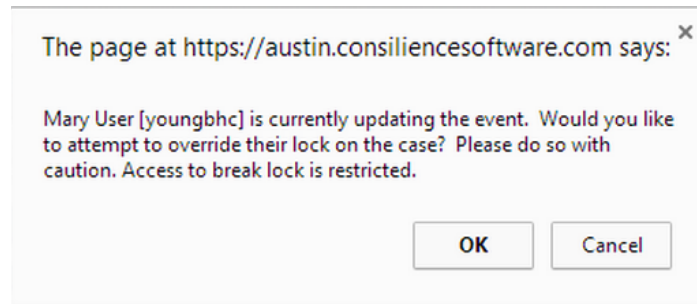 The page at https://austin.consiliencesoftware.com says:
Mary User [youngbhc] is currently updating the event.  Would you like
to attempt to override their lock on the case?  Please do so with
caution. Access to break lock is restricted.
OK
Cancel